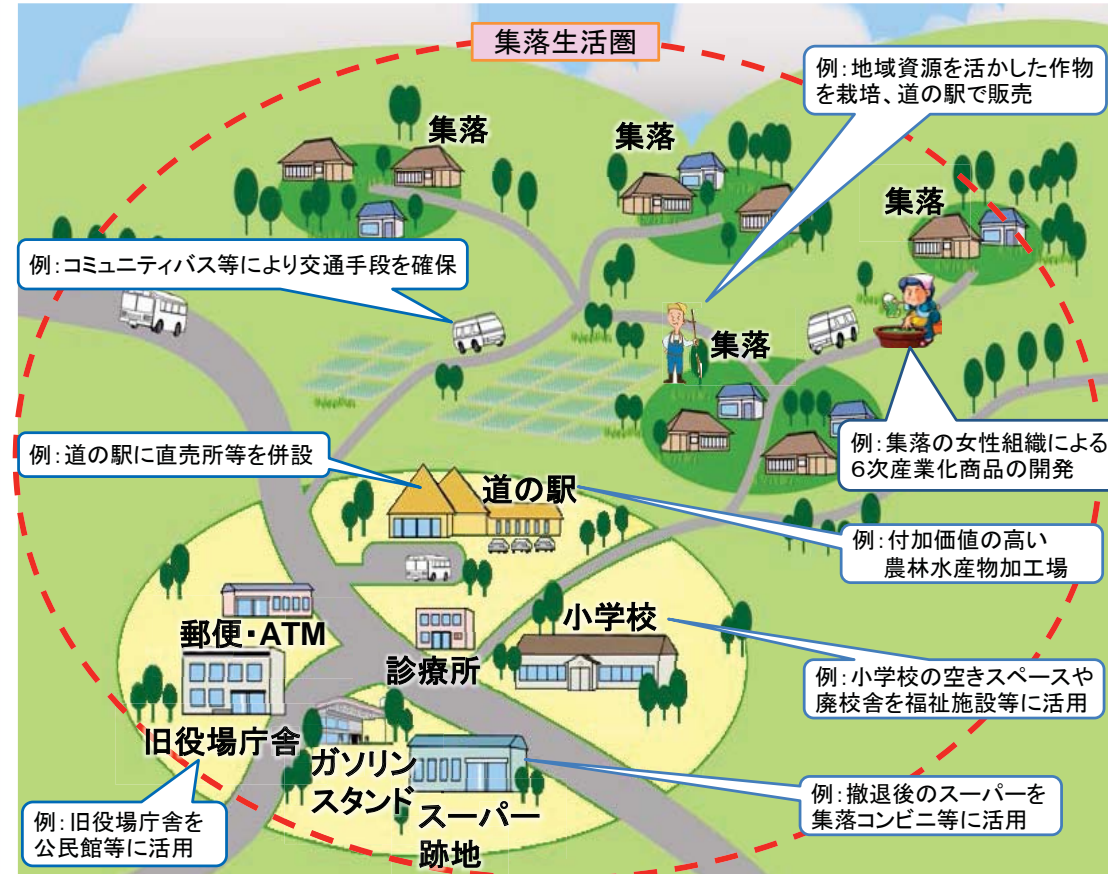 集落生活圏
例：地域資源を活かした作物
を栽培、道の駅で販売
集落
集落
集落
例：コミュニティバス等により交通手段を確保
集落
例：集落の女性組織による
６次産業化商品の開発
例：道の駅に直売所等を併設
道の駅
例：付加価値の高い
農林水産物加工場
小学校
郵便・ATM
診療所
例：小学校の空きスペースや
廃校舎を福祉施設等に活用
旧役場庁舎
ガソリン
スタンド
スーパー
跡地
例：撤退後のスーパーを
集落コンビニ等に活用
例：旧役場庁舎を
公民館等に活用